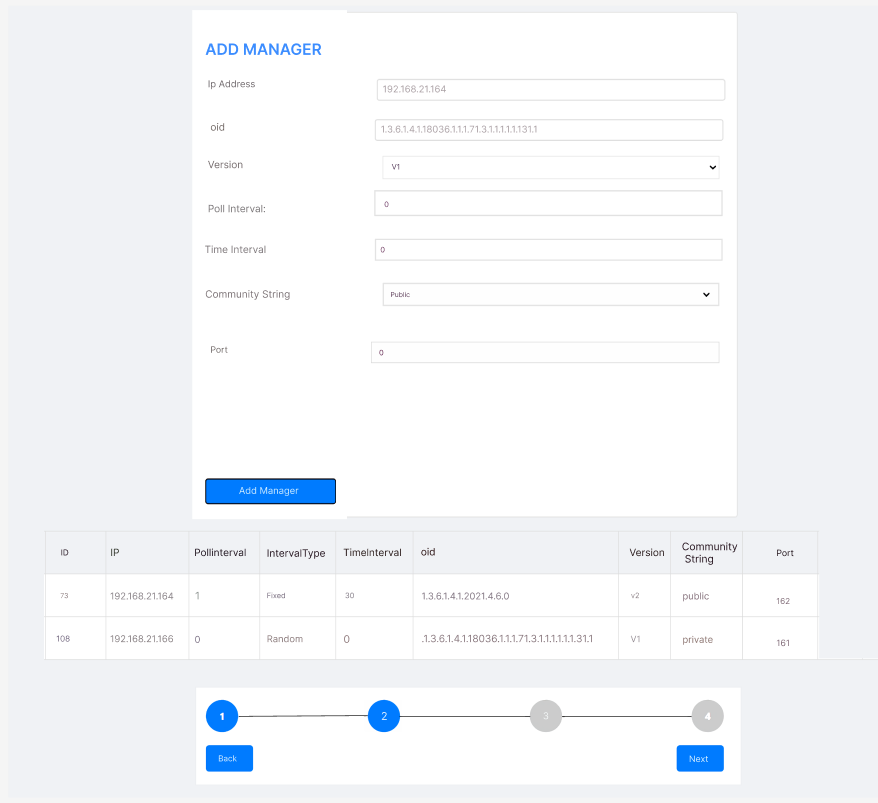 ADD MANAGER
Ip Address 192.168.21.164
oid 1.3.6.1.4.1.18036.1.1.1.71.3.1.1.1.1.1.131.1
Version V1
Poll Interval: 0
Time Interval 0
Community String Public
Port 0
Add Manager
ID IP Pollinterval IntervalType TimeInterval oid Version Community String Port
73 192.168.21.164 1 Fixed 30 1.3.6.1.4.1.2021.4.6.0 v2 public 162
108 192.168.21.166 0 Random 0 .1.3.6.1.4.1.18036.1.1.1.71.3.1.1.1.1.1.1.31.1 V1 private 161
1 2 3 4
Back Next